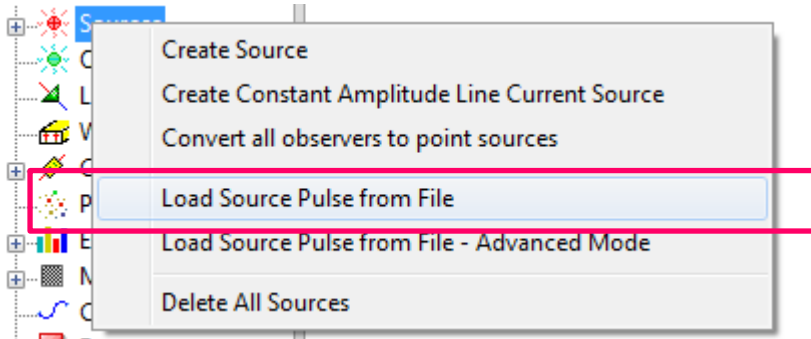 Sources
Create Source
Create Constant Amplitude Line Current Source
Convert all observers to point sources
Load Source Pulse from File
Load Source Pulse from File - Advanced Mode
Delete All Sources